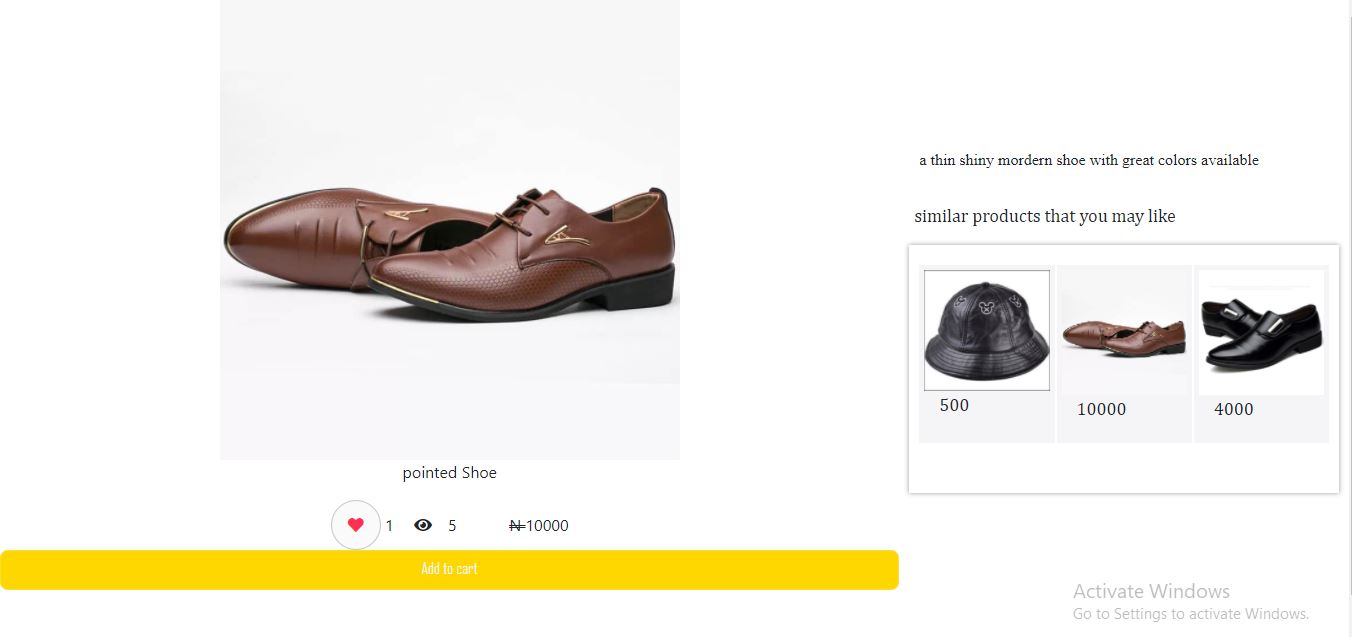 a thin shiny mordern shoe with great colors available
similar products that you may like
500
10000
4000
pointed Shoe
1 5 ₦10000
Add to cart
Activate Windows
Go to Settings to activate Windows.